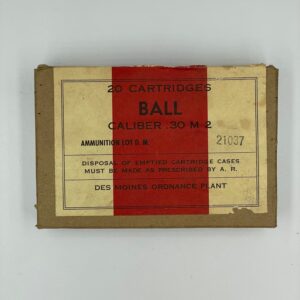 20 CARTRIDGES
BALL
CALIBER .30 M-2
AMMUNITION LOT D. M. 21037
DISPOSAL OF EMPTIED CARTRIDGE CASES
MUST BE MADE AS PRESCRIBED BY A. R.
DES MOINES ORDNANCE PLANT